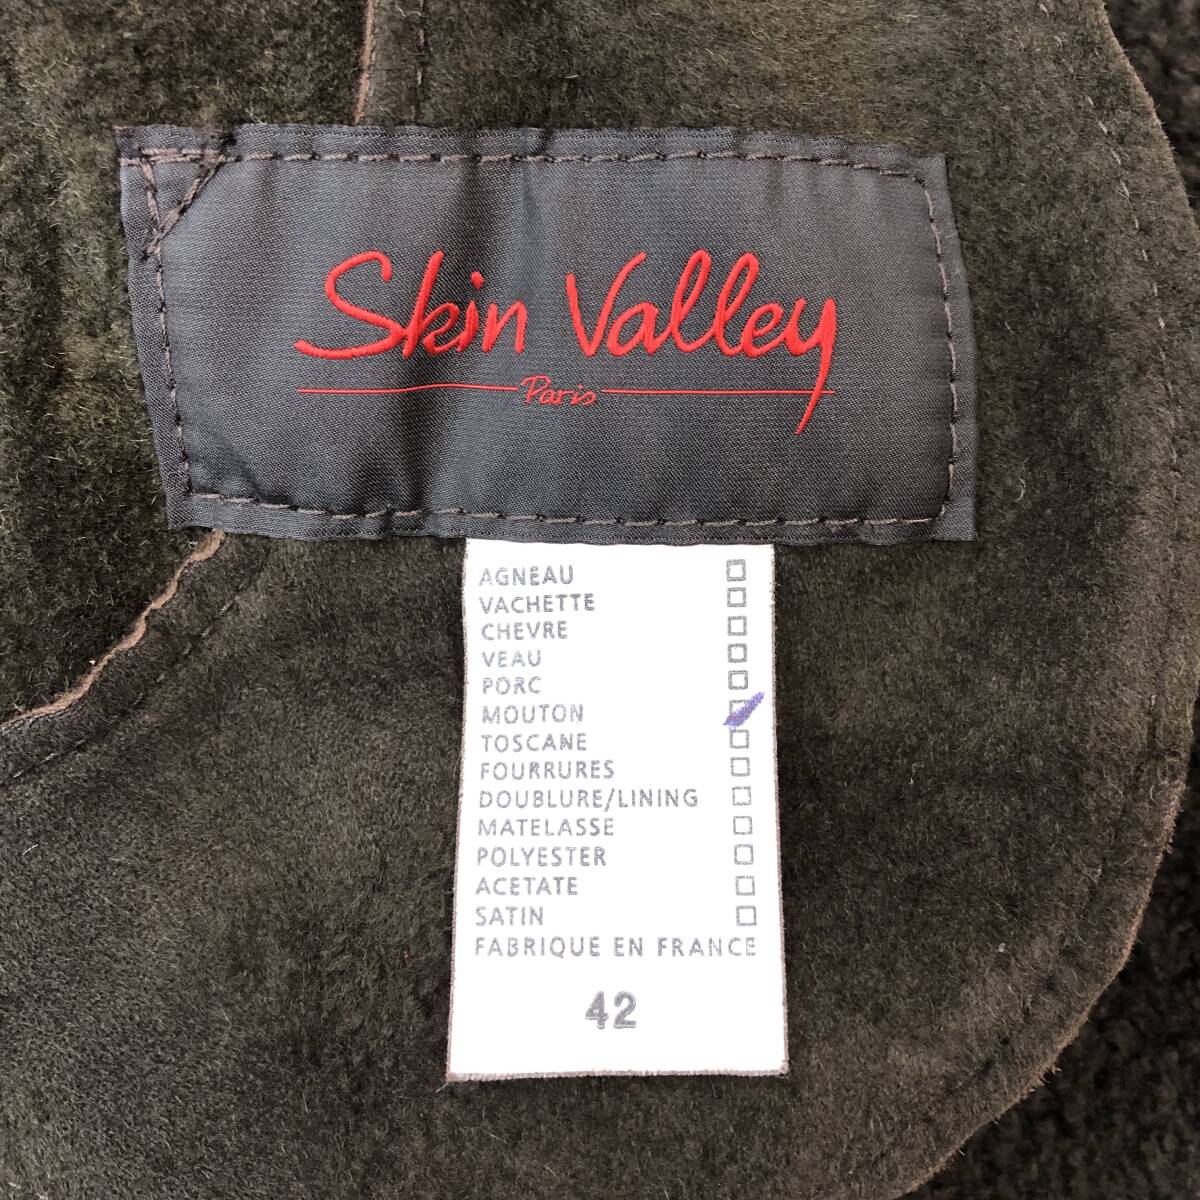 Skin Valley
Paris
AGNEAU
VACHETTE
CHEVRE
VEAU
PORC
MOUTON
TOSCANE
FOURRURES
DOUBLURE/LINING
MATELASSE
POLYESTER
ACETATE
SATIN
FABRIQUE EN FRANCE
42